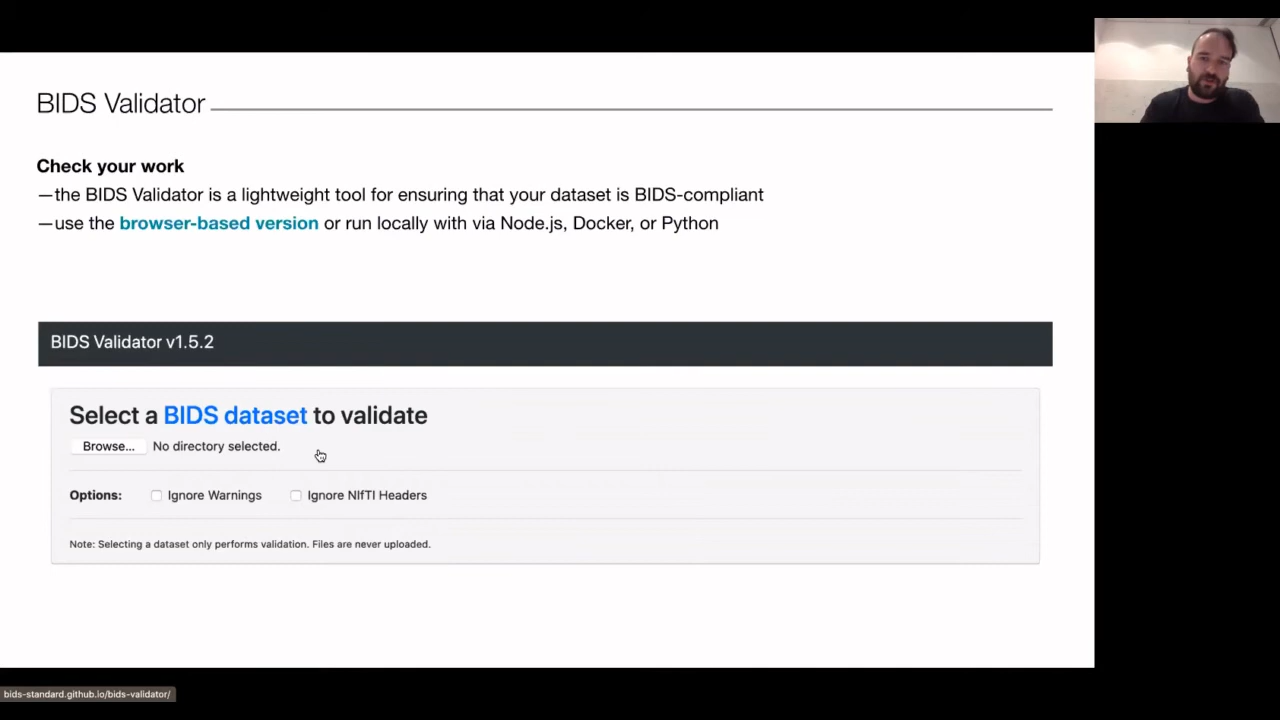 BIDS Validator
Check your work
—the BIDS Validator is a lightweight tool for ensuring that your dataset is BIDS-compliant
—use the browser-based version or run locally with via Node.js, Docker, or Python
BIDS Validator v1.5.2
Select a BIDS dataset to validate
Browse... No directory selected.
Options: Ignore Warnings Ignore NIfTI Headers
Note: Selecting a dataset only performs validation. Files are never uploaded.
bids-standard.github.io/bids-validator/